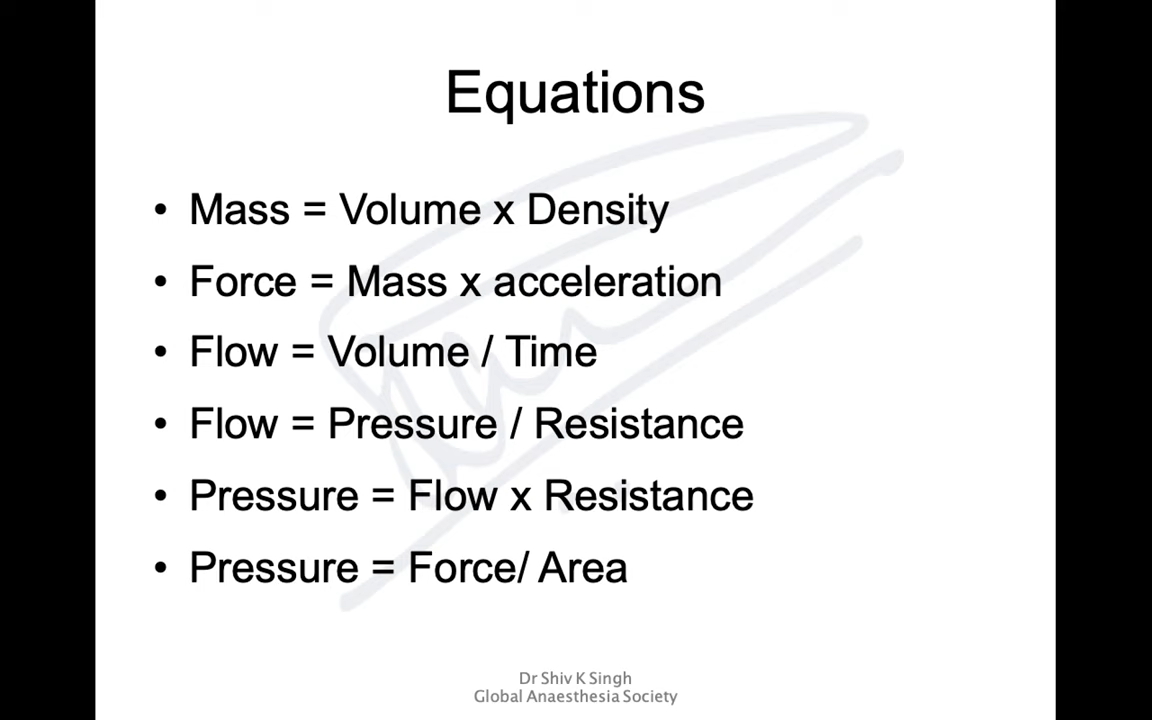 Equations
• Mass = Volume x Density
• Force = Mass x acceleration
• Flow = Volume / Time
• Flow = Pressure / Resistance
• Pressure = Flow x Resistance
• Pressure = Force/ Area
Dr Shiv K Singh
Global Anaesthesia Society